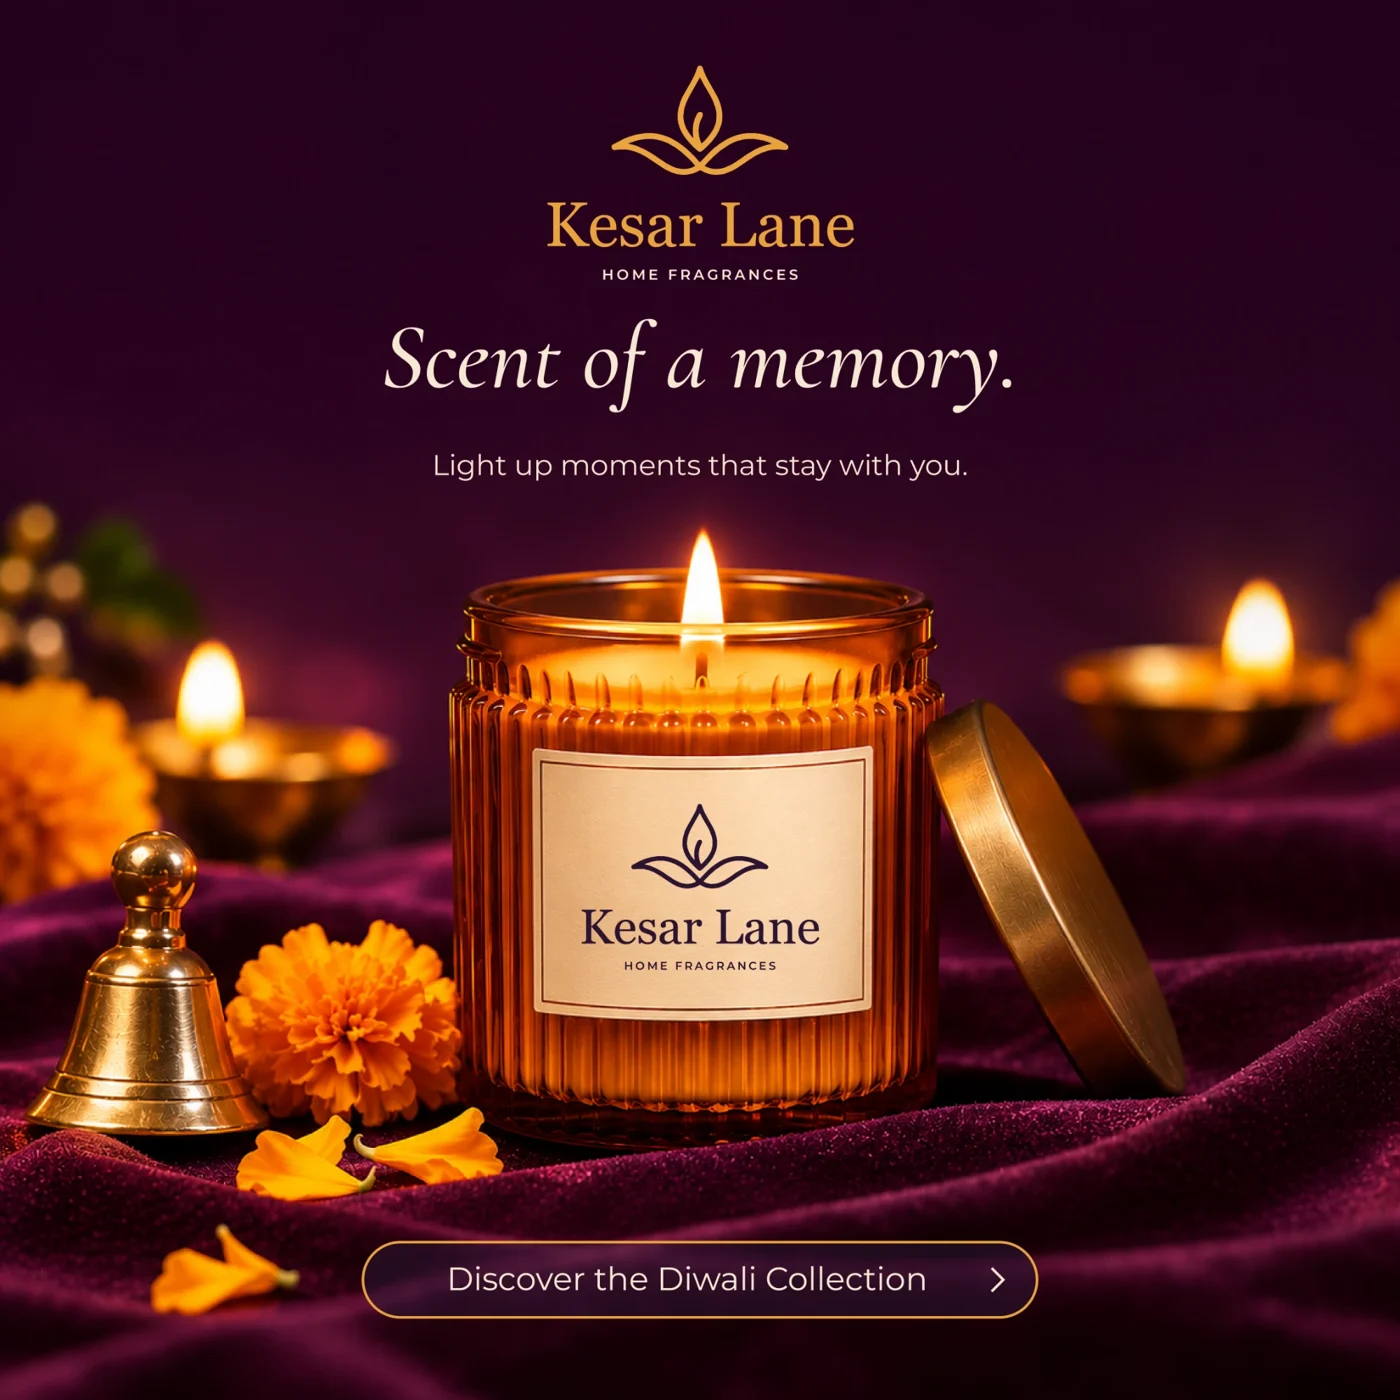 Kesar Lane
HOME FRAGRANCES
Scent of a memory.
Light up moments that stay with you.
Kesar Lane
HOME FRAGRANCES
Discover the Diwali Collection